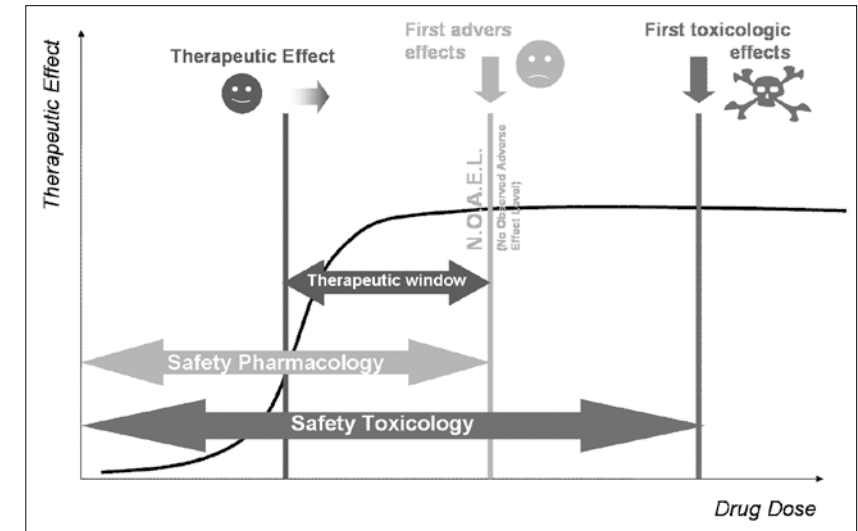 First advers
effects
First toxicologic
effects
Therapeutic Effect
Therapeutic Effect
N.O.A.E.L.
(No Observed Adverse
Effect Level)
Therapeutic window
Safety Pharmacology
Safety Toxicology
Drug Dose